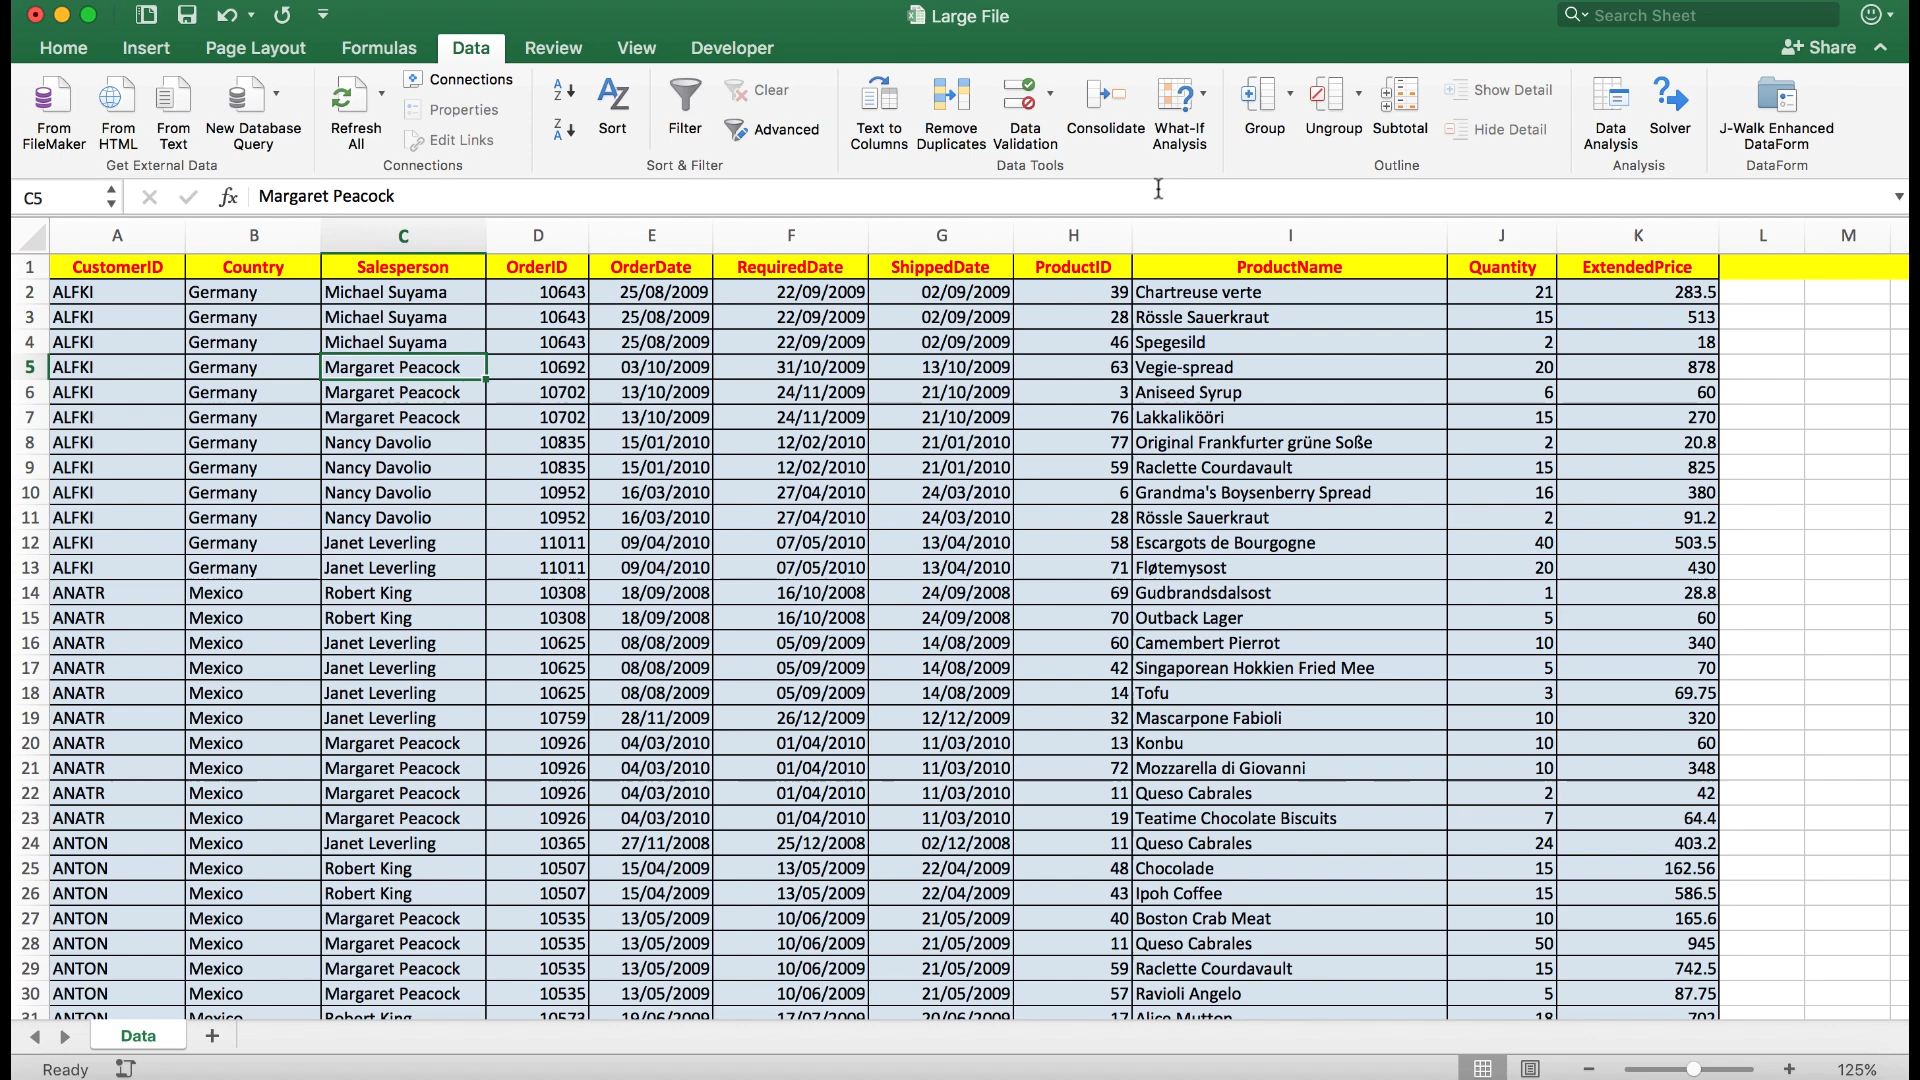 Large File
Search Sheet
Home Insert Page Layout Formulas Data Review View Developer
Share
Connections
Properties
Edit Links
Clear
Advanced
Show Detail
Hide Detail
From FileMaker
From HTML
From Text
New Database Query
Refresh All
Sort
Filter
Text to Columns
Remove Duplicates
Data Validation
Consolidate
What-If Analysis
Group
Ungroup
Subtotal
Data Analysis
Solver
J-Walk Enhanced DataForm
Get External Data Connections Sort & Filter Data Tools Outline Analysis DataForm
C5 fx Margaret Peacock
A B C D E F G H I J K L M
1 CustomerID Country Salesperson OrderID OrderDate RequiredDate ShippedDate ProductID ProductName Quantity ExtendedPrice
2 ALFKI Germany Michael Suyama 10643 25/08/2009 22/09/2009 02/09/2009 39 Chartreuse verte 21 283.5
3 ALFKI Germany Michael Suyama 10643 25/08/2009 22/09/2009 02/09/2009 28 Rössle Sauerkraut 15 513
4 ALFKI Germany Michael Suyama 10643 25/08/2009 22/09/2009 02/09/2009 46 Spegesild 2 18
5 ALFKI Germany Margaret Peacock 10692 03/10/2009 31/10/2009 13/10/2009 63 Vegie-spread 20 878
6 ALFKI Germany Margaret Peacock 10702 13/10/2009 24/11/2009 21/10/2009 3 Aniseed Syrup 6 60
7 ALFKI Germany Margaret Peacock 10702 13/10/2009 24/11/2009 21/10/2009 76 Lakkalikööri 15 270
8 ALFKI Germany Nancy Davolio 10835 15/01/2010 12/02/2010 21/01/2010 77 Original Frankfurter grüne Soße 2 20.8
9 ALFKI Germany Nancy Davolio 10835 15/01/2010 12/02/2010 21/01/2010 59 Raclette Courdavault 15 825
10 ALFKI Germany Nancy Davolio 10952 16/03/2010 27/04/2010 24/03/2010 6 Grandma's Boysenberry Spread 16 380
11 ALFKI Germany Nancy Davolio 10952 16/03/2010 27/04/2010 24/03/2010 28 Rössle Sauerkraut 2 91.2
12 ALFKI Germany Janet Leverling 11011 09/04/2010 07/05/2010 13/04/2010 58 Escargots de Bourgogne 40 503.5
13 ALFKI Germany Janet Leverling 11011 09/04/2010 07/05/2010 13/04/2010 71 Fløtemysost 20 430
14 ANATR Mexico Robert King 10308 18/09/2008 16/10/2008 24/09/2008 69 Gudbrandsdalsost 1 28.8
15 ANATR Mexico Robert King 10308 18/09/2008 16/10/2008 24/09/2008 70 Outback Lager 5 60
16 ANATR Mexico Janet Leverling 10625 08/08/2009 05/09/2009 14/08/2009 60 Camembert Pierrot 10 340
17 ANATR Mexico Janet Leverling 10625 08/08/2009 05/09/2009 14/08/2009 42 Singaporean Hokkien Fried Mee 5 70
18 ANATR Mexico Janet Leverling 10625 08/08/2009 05/09/2009 14/08/2009 14 Tofu 3 69.75
19 ANATR Mexico Janet Leverling 10759 28/11/2009 26/12/2009 12/12/2009 32 Mascarpone Fabioli 10 320
20 ANATR Mexico Margaret Peacock 10926 04/03/2010 01/04/2010 11/03/2010 13 Konbu 10 60
21 ANATR Mexico Margaret Peacock 10926 04/03/2010 01/04/2010 11/03/2010 72 Mozzarella di Giovanni 10 348
22 ANATR Mexico Margaret Peacock 10926 04/03/2010 01/04/2010 11/03/2010 11 Queso Cabrales 2 42
23 ANATR Mexico Margaret Peacock 10926 04/03/2010 01/04/2010 11/03/2010 19 Teatime Chocolate Biscuits 7 64.4
24 ANTON Mexico Janet Leverling 10365 27/11/2008 25/12/2008 02/12/2008 11 Queso Cabrales 24 403.2
25 ANTON Mexico Robert King 10507 15/04/2009 13/05/2009 22/04/2009 48 Chocolade 15 162.56
26 ANTON Mexico Robert King 10507 15/04/2009 13/05/2009 22/04/2009 43 Ipoh Coffee 15 586.5
27 ANTON Mexico Margaret Peacock 10535 13/05/2009 10/06/2009 21/05/2009 40 Boston Crab Meat 10 165.6
28 ANTON Mexico Margaret Peacock 10535 13/05/2009 10/06/2009 21/05/2009 11 Queso Cabrales 50 945
29 ANTON Mexico Margaret Peacock 10535 13/05/2009 10/06/2009 21/05/2009 59 Raclette Courdavault 15 742.5
30 ANTON Mexico Margaret Peacock 10535 13/05/2009 10/06/2009 21/05/2009 57 Ravioli Angelo 5 87.75
31 ANTON Mexico Robert King 10573 19/06/2009 17/07/2009 20/06/2009 17 Alice Mutton 18 702
Data
Ready
125%